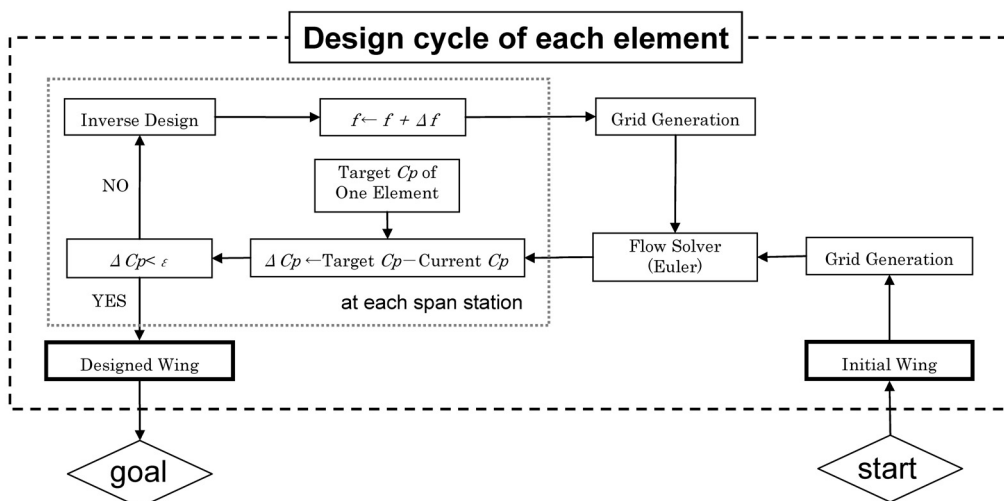 Design cycle of each element
Inverse Design
f ← f + Δf
Grid Generation
NO
Target Cp of
One Element
ΔCp< ε
ΔCp ←Target Cp−Current Cp
Flow Solver
(Euler)
Grid Generation
YES
at each span station
Designed Wing
Initial Wing
goal
start